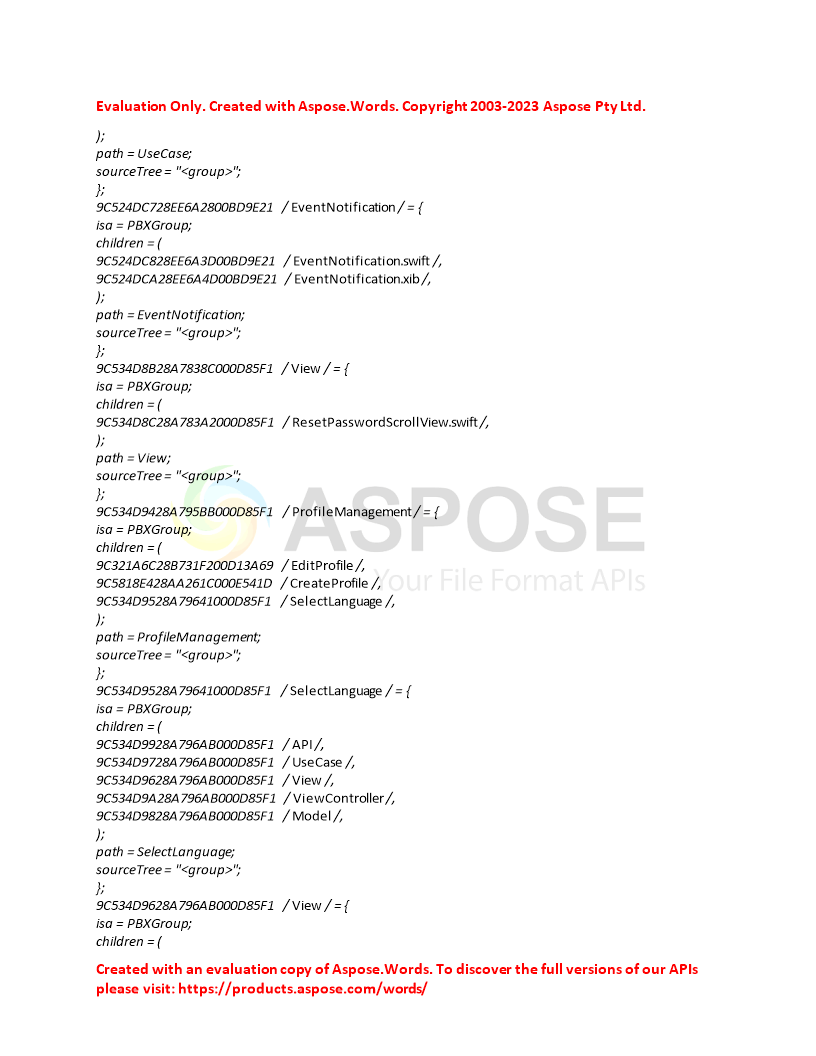 Evaluation Only. Created with Aspose.Words. Copyright 2003-2023 Aspose Pty Ltd.
);
path = UseCase;
sourceTree = "<group>";
};
9C524DC728EE6A2800BD9E21 / EventNotification / = {
isa = PBXGroup;
children = (
9C524DC828EE6A3D00BD9E21 / EventNotification.swift /,
9C524DCA28EE6A4D00BD9E21 / EventNotification.xib /,
);
path = EventNotification;
sourceTree = "<group>";
};
9C534D8B28A7838C000D85F1 / View / = {
isa = PBXGroup;
children = (
9C534D8C28A783A2000D85F1 / ResetPasswordScrollView.swift /,
);
path = View;
sourceTree = "<group>";
};
9C534D9428A795BB000D85F1 / ProfileManagement / = {
isa = PBXGroup;
children = (
9C321A6C28B731F200D13A69 / EditProfile /,
9C5818E428AA261C000E541D / CreateProfile /,
9C534D9528A79641000D85F1 / SelectLanguage /,
);
path = ProfileManagement;
sourceTree = "<group>";
};
9C534D9528A79641000D85F1 / SelectLanguage / = {
isa = PBXGroup;
children = (
9C534D9928A796AB000D85F1 / API /,
9C534D9728A796AB000D85F1 / UseCase /,
9C534D9628A796AB000D85F1 / View /,
9C534D9A28A796AB000D85F1 / ViewController /,
9C534D9828A796AB000D85F1 / Model /,
);
path = SelectLanguage;
sourceTree = "<group>";
};
9C534D9628A796AB000D85F1 / View / = {
isa = PBXGroup;
children = (
ASPOSE
Your File Format APIs
Created with an evaluation copy of Aspose.Words. To discover the full versions of our APIs
please visit: https://products.aspose.com/words/